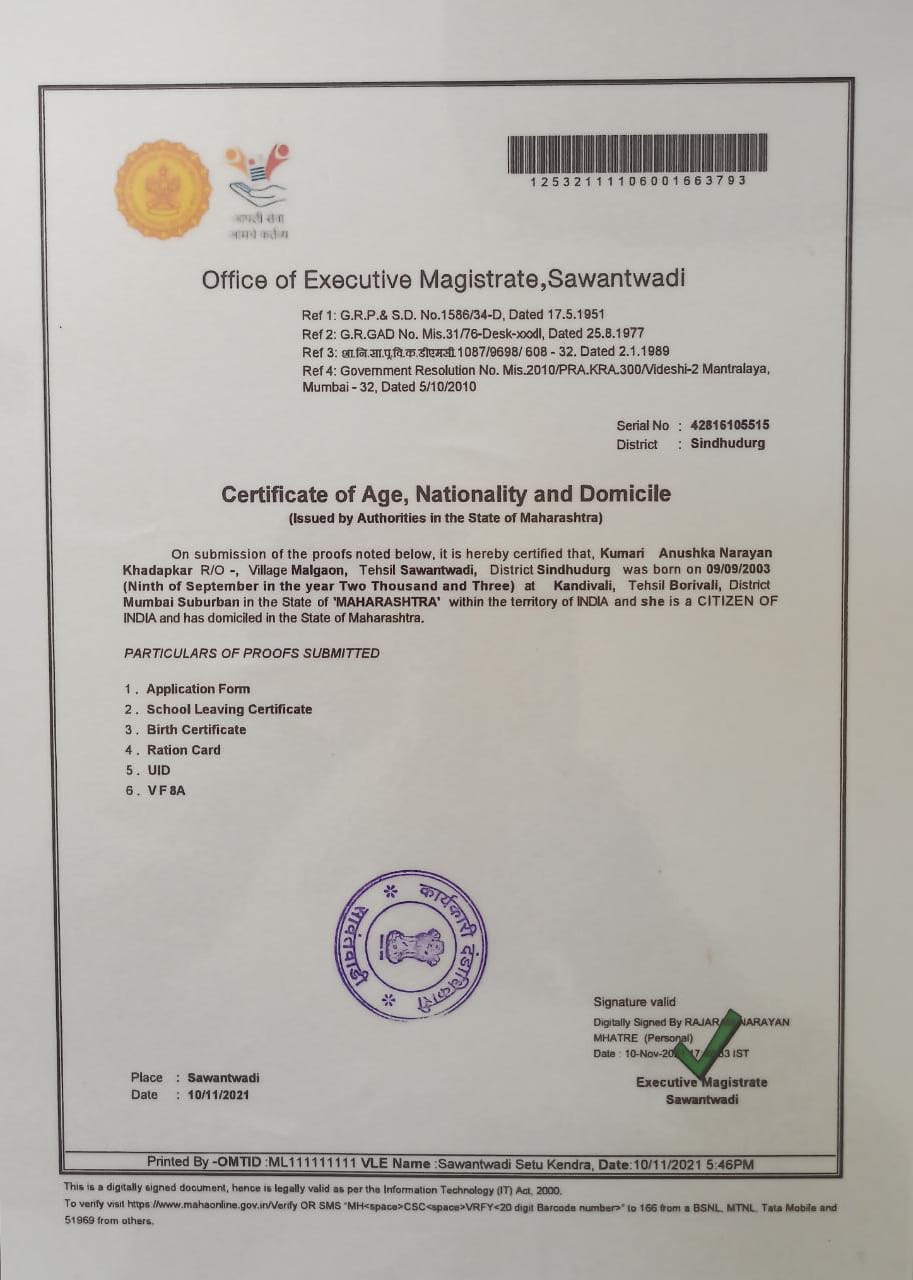 आपली सेवा
आमचे कर्तव्य
12532111106001663793
Office of Executive Magistrate,Sawantwadi
Ref 1: G.R.P.& S.D. No.1586/34-D, Dated 17.5.1951
Ref 2: G.R.GAD No. Mis.31/76-Desk-xxxdl, Dated 25.8.1977
Ref 3: शा.नि.सा.पू.वि.क.डीएमसी.1087/9698/ 608 - 32. Dated 2.1.1989
Ref 4: Government Resolution No. Mis.2010/PRA.KRA.300/Videshi-2 Mantralaya,
Mumbai - 32, Dated 5/10/2010
Serial No : 42816105515
District : Sindhudurg
Certificate of Age, Nationality and Domicile
(Issued by Authorities in the State of Maharashtra)
On submission of the proofs noted below, it is hereby certified that, Kumari Anushka Narayan
Khadapkar R/O -, Village Malgaon, Tehsil Sawantwadi, District Sindhudurg was born on 09/09/2003
(Ninth of September in the year Two Thousand and Three) at Kandivali, Tehsil Borivali, District
Mumbai Suburban in the State of 'MAHARASHTRA' within the territory of INDIA and she is a CITIZEN OF
INDIA and has domiciled in the State of Maharashtra.
PARTICULARS OF PROOFS SUBMITTED
1 . Application Form
2 . School Leaving Certificate
3 . Birth Certificate
4 . Ration Card
5 . UID
6 . V F 8A
कार्यकारी दंडाधिकारी
सावंतवाडी
Signature valid
Digitally Signed By NARAYAN
MHATRE (Personal)
Date : 10-Nov- IST
Executive Magistrate
Sawantwadi
Place : Sawantwadi
Date : 10/11/2021
Printed By -OMTID :ML111111111 VLE Name :Sawantwadi Setu Kendra, Date:10/11/2021 5:46PM
This is a digitally signed document, hence is legally valid as per the Information Technology (IT) Act, 2000.
To verify visit https://www.mahaonline.gov.in/Verify OR SMS "MH<space>CSC<space>VRFY<20 digit Barcode number>" to 166 from a BSNL, MTNL, Tata Mobile and
51969 from others.